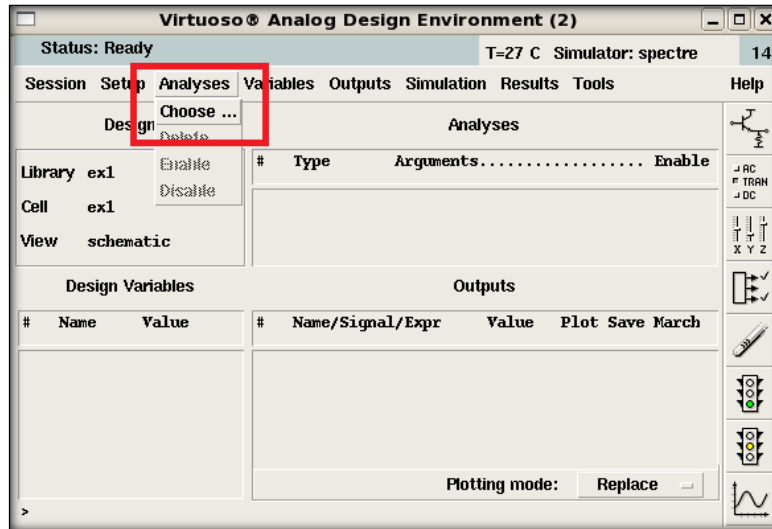 Virtuoso® Analog Design Environment (2)
Status: Ready
T=27 C Simulator: spectre 14
Session Setup Analyses Variables Outputs Simulation Results Tools Help
Choose ...
Delete
Enable
Disable
Design
Analyses
Library ex1
Cell ex1
View schematic
# Type Arguments.................. Enable
Design Variables
Outputs
# Name Value
# Name/Signal/Expr Value Plot Save March
Plotting mode: Replace
>
AC
TRAN
DC
X Y Z